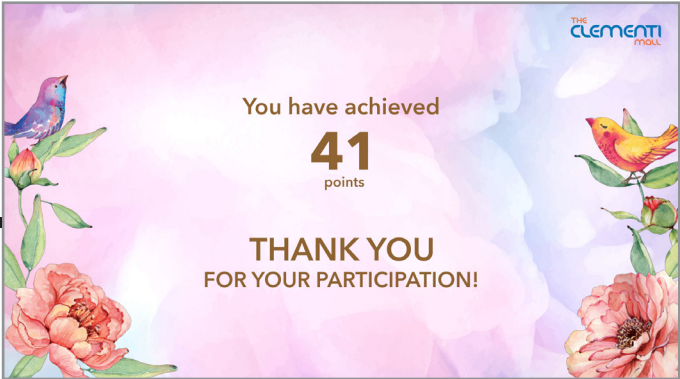 THE
CLEMENTI
MALL
You have achieved
41
points
THANK YOU
FOR YOUR PARTICIPATION!